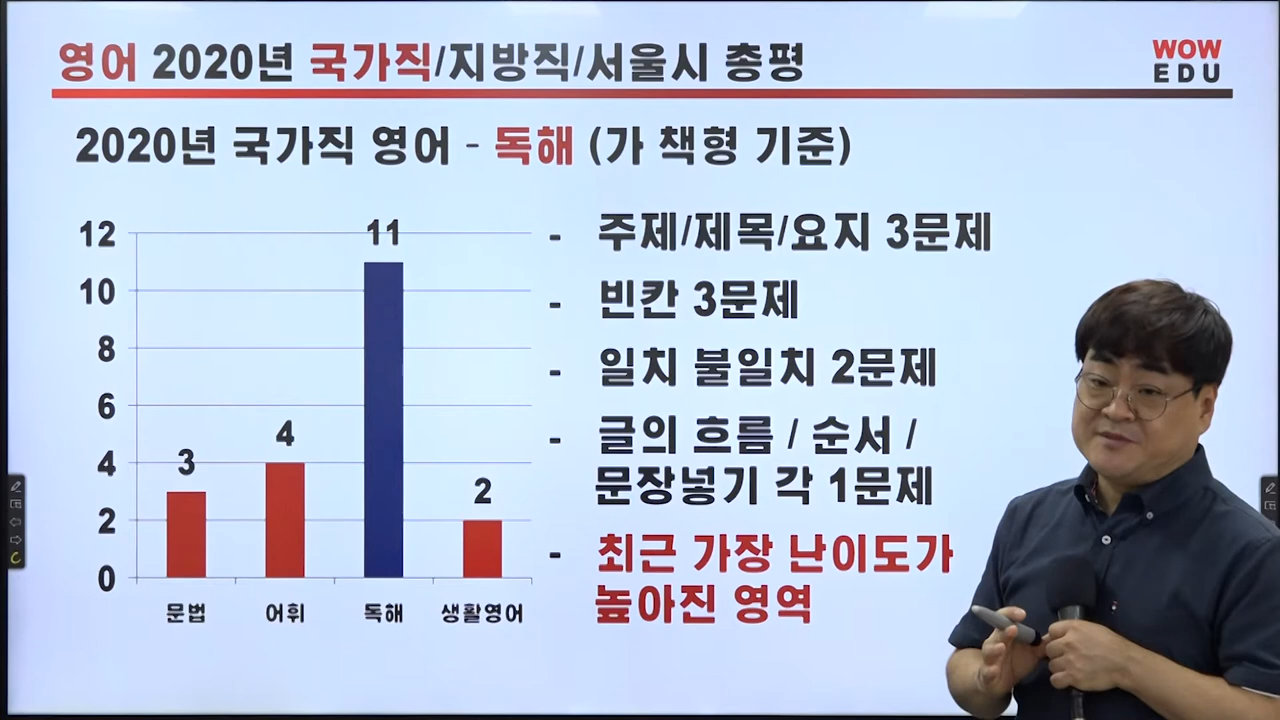 영어 2020년 국가직/지방직/서울시 총평
WOW
EDU
2020년 국가직 영어 - 독해 (가 책형 기준)
12
10
8
6
4
2
0
3
4
11
2
문법
어휘
독해
생활영어
- 주제/제목/요지 3문제
- 빈칸 3문제
- 일치 불일치 2문제
- 글의 흐름 / 순서 /
문장넣기 각 1문제
- 최근 가장 난이도가
높아진 영역